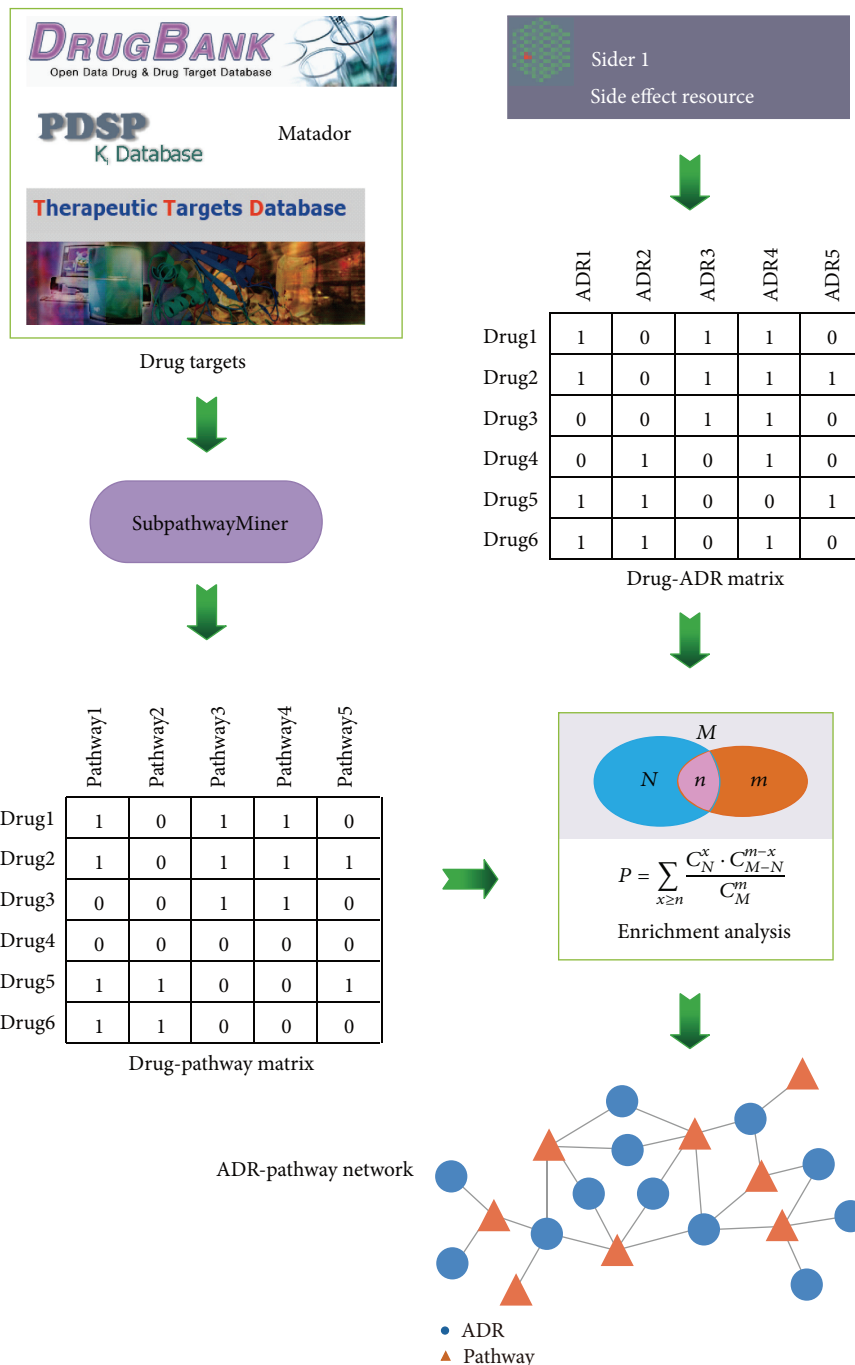 DRUGBANK
Open Data Drug & Drug Target Database
PDSP
Ki Database
Matador
Therapeutic Targets Database
Drug targets
SubpathwayMiner
Pathway1 Pathway2 Pathway3 Pathway4 Pathway5
Drug1 1 0 1 1 0
Drug2 1 0 1 1 1
Drug3 0 0 1 1 0
Drug4 0 0 0 0 0
Drug5 1 1 0 0 1
Drug6 1 1 0 0 0
Drug-pathway matrix
Sider 1
Side effect resource
ADR1 ADR2 ADR3 ADR4 ADR5
Drug1 1 0 1 1 0
Drug2 1 0 1 1 1
Drug3 0 0 1 1 0
Drug4 0 1 0 1 0
Drug5 1 1 0 0 1
Drug6 1 1 0 1 0
Drug-ADR matrix
M
N n m
P = ∑_{x≥n} (C_N^x · C_{M−N}^{m−x}) / C_M^m
Enrichment analysis
ADR-pathway network
ADR
Pathway